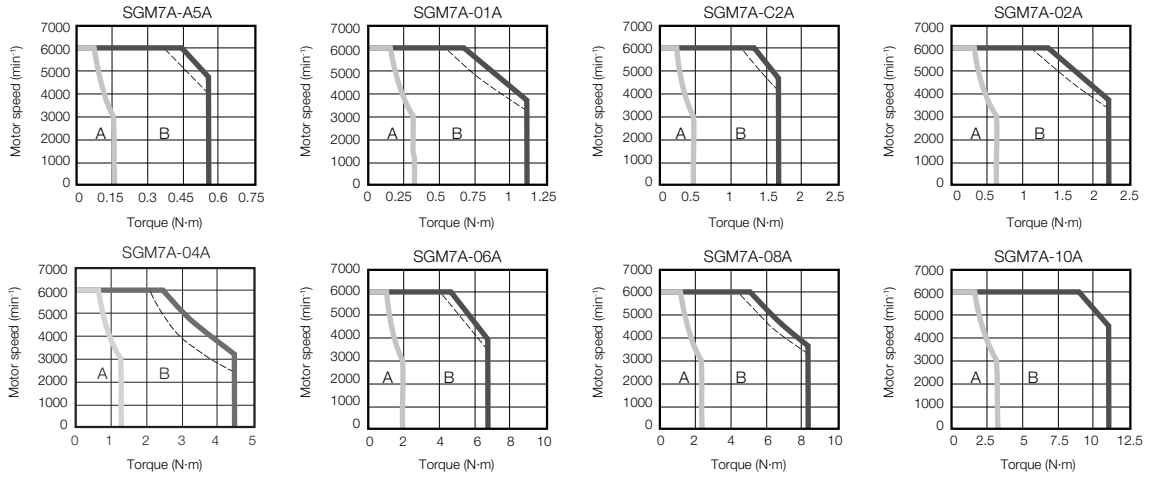 SGM7A-A5A
Motor speed (min⁻¹)
7000
6000
5000
4000
3000
2000
1000
0
A
B
0 0.15 0.3 0.45 0.6 0.75
Torque (N·m)
SGM7A-01A
Motor speed (min⁻¹)
7000
6000
5000
4000
3000
2000
1000
0
A
B
0 0.25 0.5 0.75 1 1.25
Torque (N·m)
SGM7A-C2A
Motor speed (min⁻¹)
7000
6000
5000
4000
3000
2000
1000
0
A
B
0 0.5 1 1.5 2 2.5
Torque (N·m)
SGM7A-02A
Motor speed (min⁻¹)
7000
6000
5000
4000
3000
2000
1000
0
A
B
0 0.5 1 1.5 2 2.5
Torque (N·m)
SGM7A-04A
Motor speed (min⁻¹)
7000
6000
5000
4000
3000
2000
1000
0
A
B
0 1 2 3 4 5
Torque (N·m)
SGM7A-06A
Motor speed (min⁻¹)
7000
6000
5000
4000
3000
2000
1000
0
A
B
0 2 4 6 8 10
Torque (N·m)
SGM7A-08A
Motor speed (min⁻¹)
7000
6000
5000
4000
3000
2000
1000
0
A
B
0 2 4 6 8 10
Torque (N·m)
SGM7A-10A
Motor speed (min⁻¹)
7000
6000
5000
4000
3000
2000
1000
0
A
B
0 2.5 5 7.5 10 12.5
Torque (N·m)